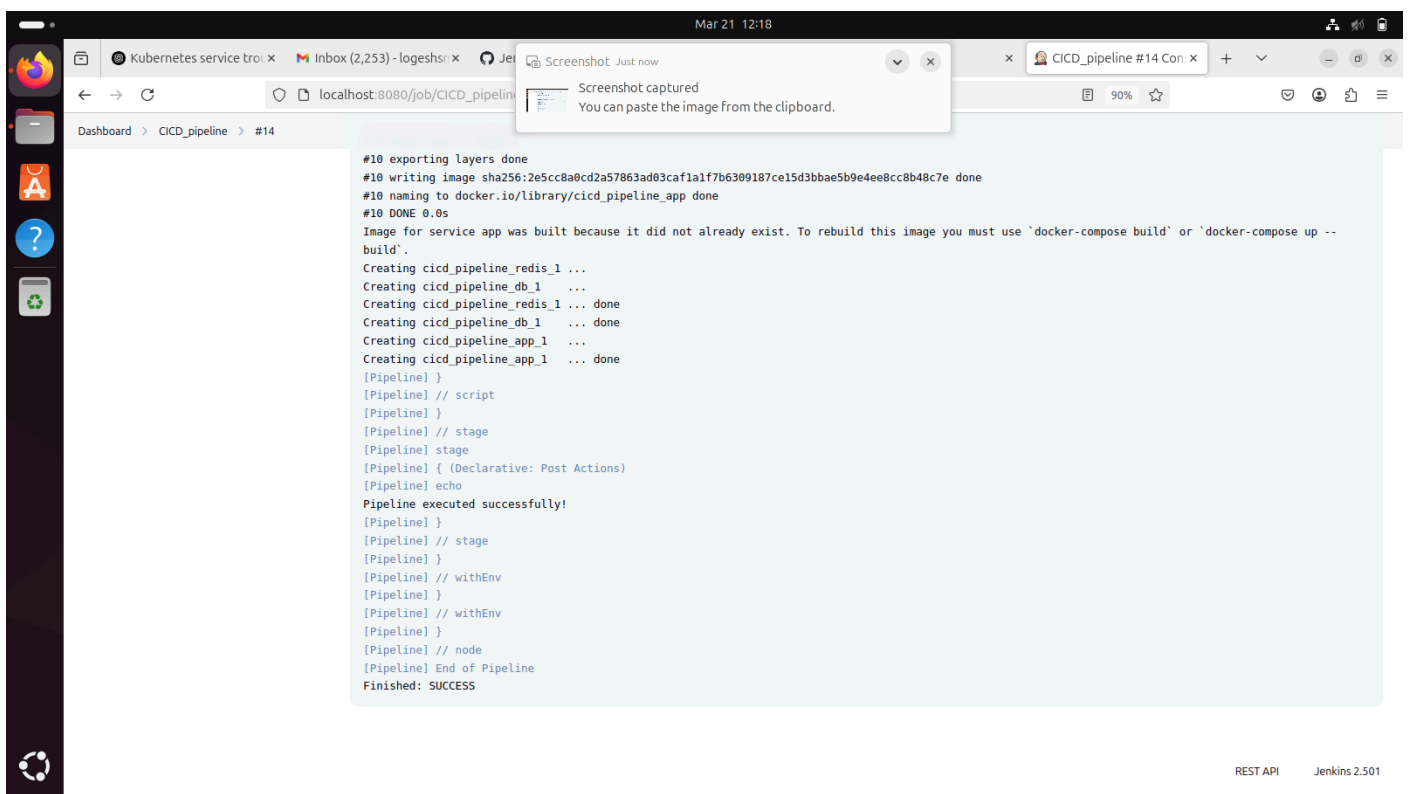 Mar 21 12:18
Kubernetes service trou
Inbox (2,253) - logeshsr
Jer
CICD_pipeline #14 Con
Screenshot Just now
Screenshot captured
You can paste the image from the clipboard.
localhost:8080/job/CICD_pipelin
90%
Dashboard > CICD_pipeline > #14
#10 exporting layers done
#10 writing image sha256:2e5cc8a0cd2a57863ad03caf1a1f7b6309187ce15d3bbae5b9e4ee8cc8b48c7e done
#10 naming to docker.io/library/cicd_pipeline_app done
#10 DONE 0.0s
Image for service app was built because it did not already exist. To rebuild this image you must use `docker-compose build` or `docker-compose up --
build`.
Creating cicd_pipeline_redis_1 ...
Creating cicd_pipeline_db_1    ...
Creating cicd_pipeline_redis_1 ... done
Creating cicd_pipeline_db_1    ... done
Creating cicd_pipeline_app_1   ...
Creating cicd_pipeline_app_1   ... done
[Pipeline] }
[Pipeline] // script
[Pipeline] }
[Pipeline] // stage
[Pipeline] stage
[Pipeline] { (Declarative: Post Actions)
[Pipeline] echo
Pipeline executed successfully!
[Pipeline] }
[Pipeline] // stage
[Pipeline] }
[Pipeline] // withEnv
[Pipeline] }
[Pipeline] // withEnv
[Pipeline] }
[Pipeline] // node
[Pipeline] End of Pipeline
Finished: SUCCESS
REST API
Jenkins 2.501